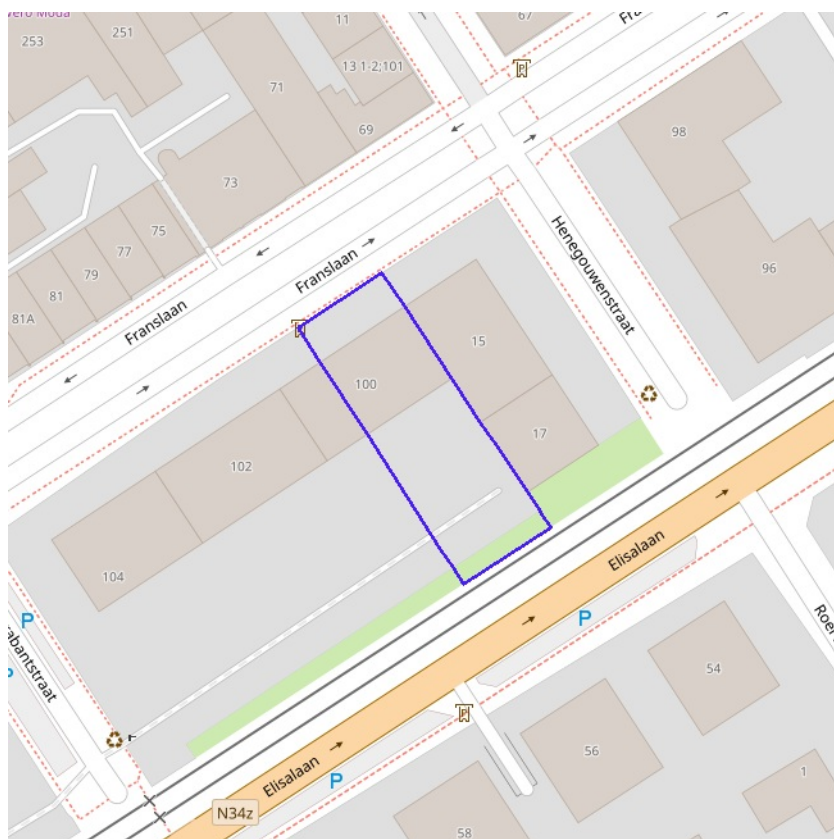 Vero Moda
253
251
11
67
13 1-2;101
71
69
73
98
75
77
79
81
81A
Franslaan
Franslaan
Henegouwenstraat
96
15
100
17
102
104
Elisalaan
P
54
56
1
58
Elisalaan
P
N34z
P